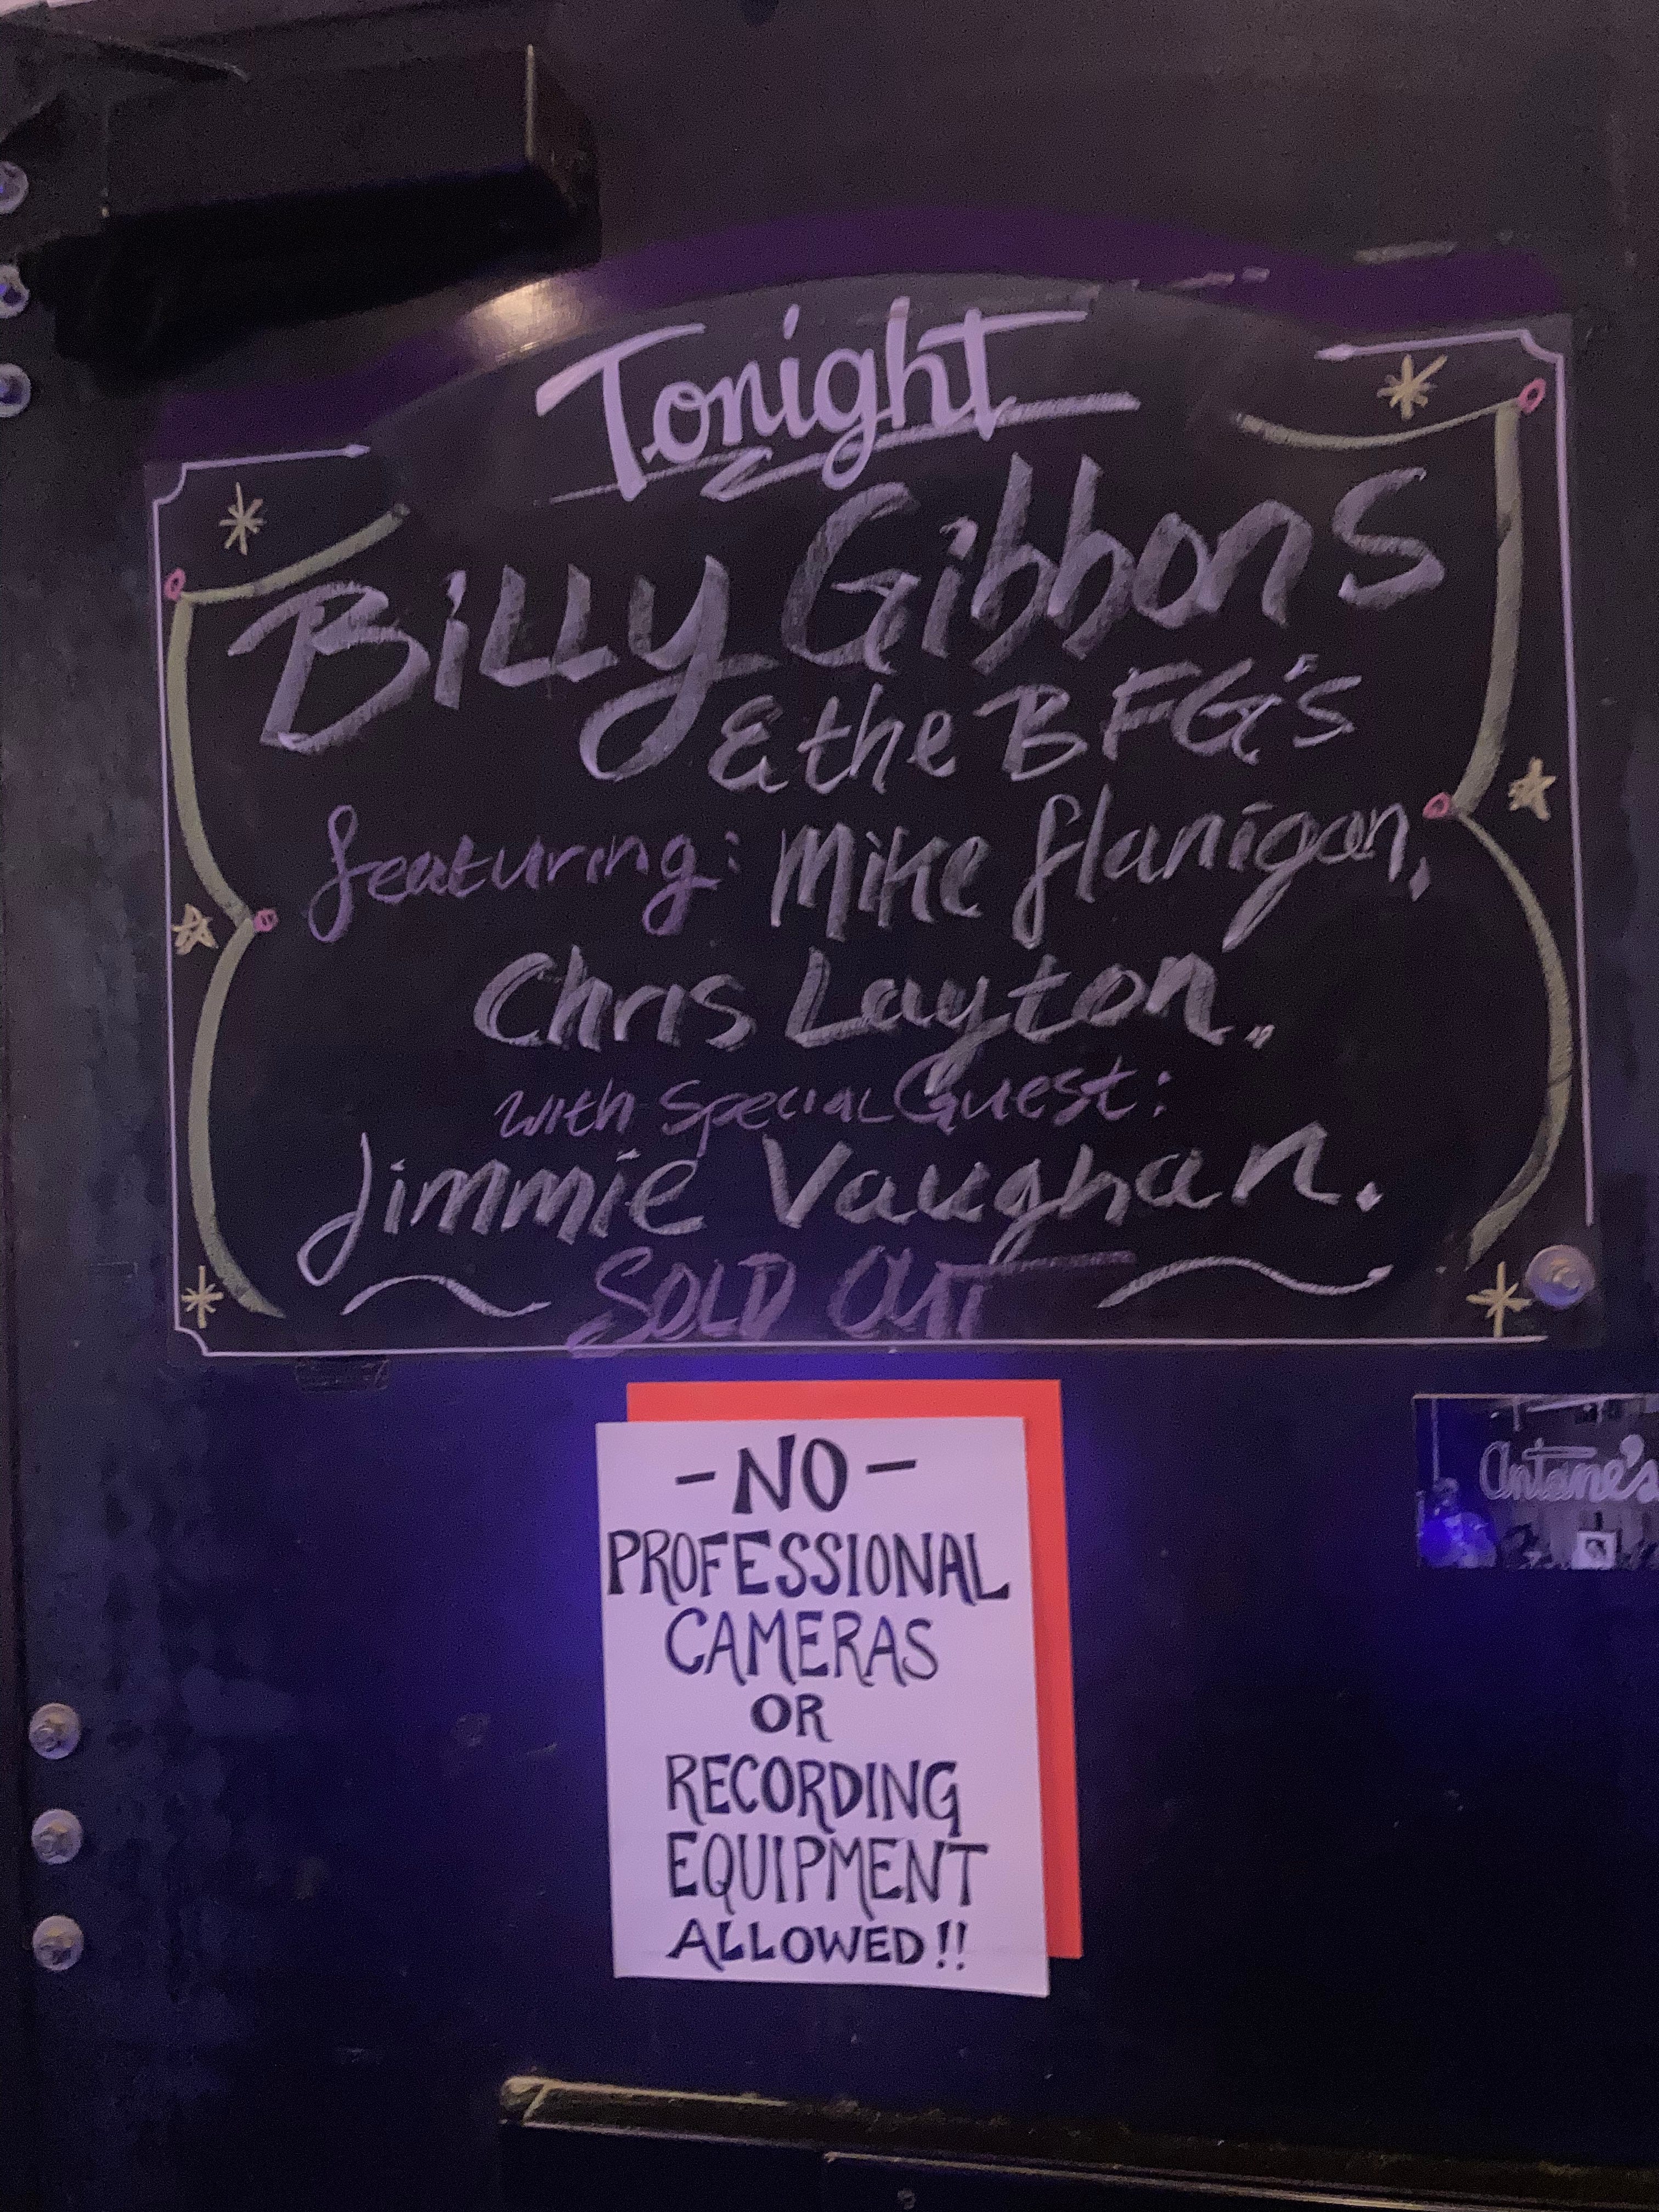 Tonight
Billy Gibbons
& the BFG's
featuring: Mike Flanigan,
Chris Layton.
with Special Guest:
Jimmie Vaughan.
SOLD OUT
- NO -
PROFESSIONAL
CAMERAS
OR
RECORDING
EQUIPMENT
ALLOWED!!
Antone's